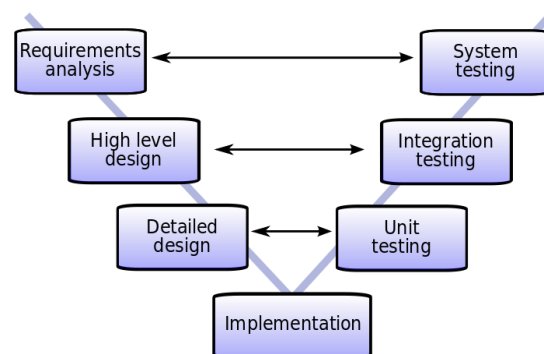 Requirements
analysis
System
testing
High level
design
Integration
testing
Detailed
design
Unit
testing
Implementation